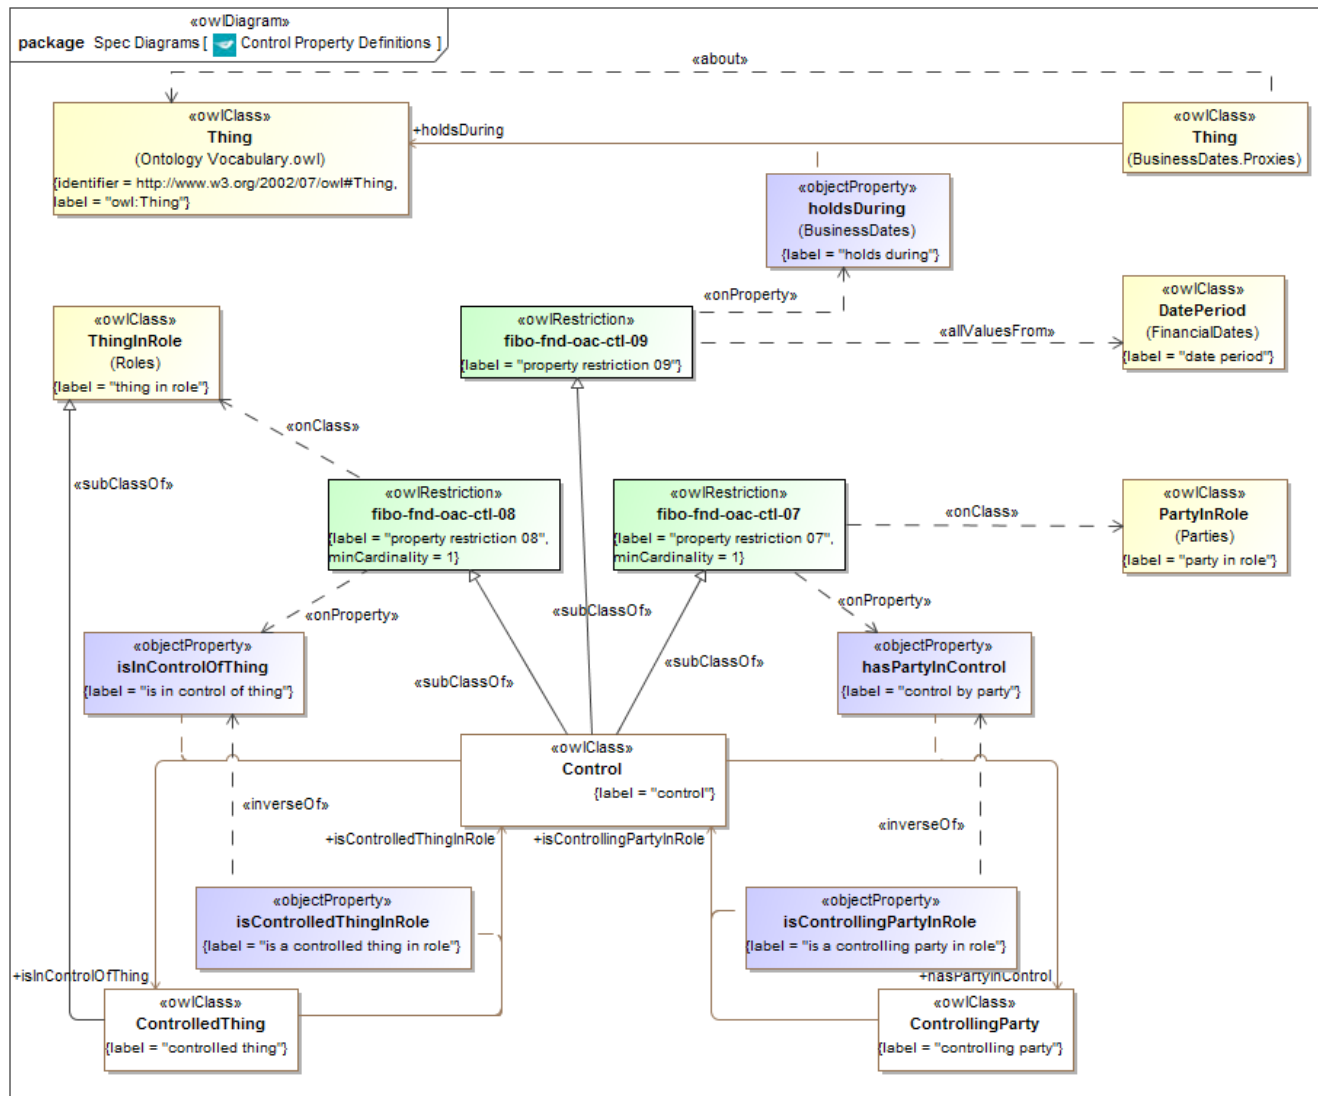 «owlDiagram»
package Spec Diagrams [ Control Property Definitions ]
«about»
«owlClass»
Thing
(Ontology Vocabulary.owl)
{identifier = http://www.w3.org/2002/07/owl#Thing,
label = "owl:Thing"}
+holdsDuring
«owlClass»
Thing
(BusinessDates.Proxies)
«objectProperty»
holdsDuring
(BusinessDates)
{label = "holds during"}
«owlClass»
ThingInRole
(Roles)
{label = "thing in role"}
«owlRestriction»
fibo-fnd-oac-ctl-09
{label = "property restriction 09"}
«onProperty»
«allValuesFrom»
«owlClass»
DatePeriod
(FinancialDates)
{label = "date period"}
«onClass»
«subClassOf»
«owlRestriction»
fibo-fnd-oac-ctl-08
{label = "property restriction 08",
minCardinality = 1}
«owlRestriction»
fibo-fnd-oac-ctl-07
{label = "property restriction 07",
minCardinality = 1}
«onClass»
«owlClass»
PartyInRole
(Parties)
{label = "party in role"}
«onProperty»
«subClassOf»
«onProperty»
«objectProperty»
isInControlOfThing
{label = "is in control of thing"}
«subClassOf»
«subClassOf»
«objectProperty»
hasPartyInControl
{label = "control by party"}
«owlClass»
Control
{label = "control"}
«inverseOf»
+isControlledThingInRole
+isControllingPartyInRole
«inverseOf»
«objectProperty»
isControlledThingInRole
{label = "is a controlled thing in role"}
«objectProperty»
isControllingPartyInRole
{label = "is a controlling party in role"}
+isInControlOfThing
+hasPartyInControl
«owlClass»
ControlledThing
{label = "controlled thing"}
«owlClass»
ControllingParty
{label = "controlling party"}